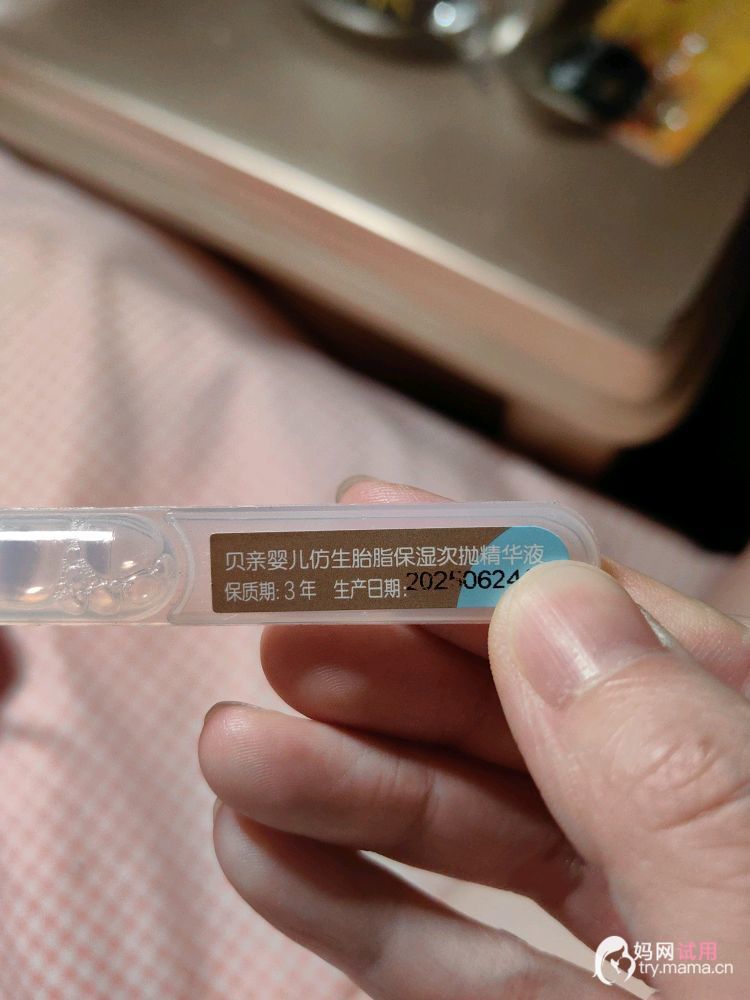 贝亲婴儿仿生胎脂保湿次抛精华液
保质期:3年 生产日期:20250624
妈网试用
try.mama.cn